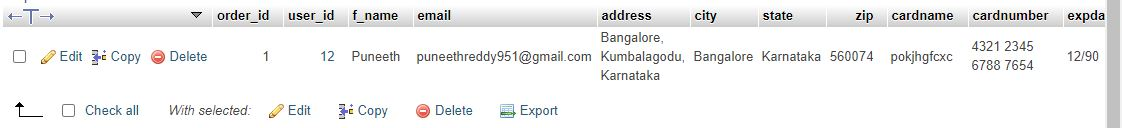 order_id user_id f_name email address city state zip cardname cardnumber expda
Edit Copy Delete 1 12 Puneeth puneethreddy951@gmail.com Bangalore, Kumbalagodu, Karnataka Bangalore Karnataka 560074 pokjhgfcxc 4321 2345 6788 7654 12/90
Check all With selected: Edit Copy Delete Export